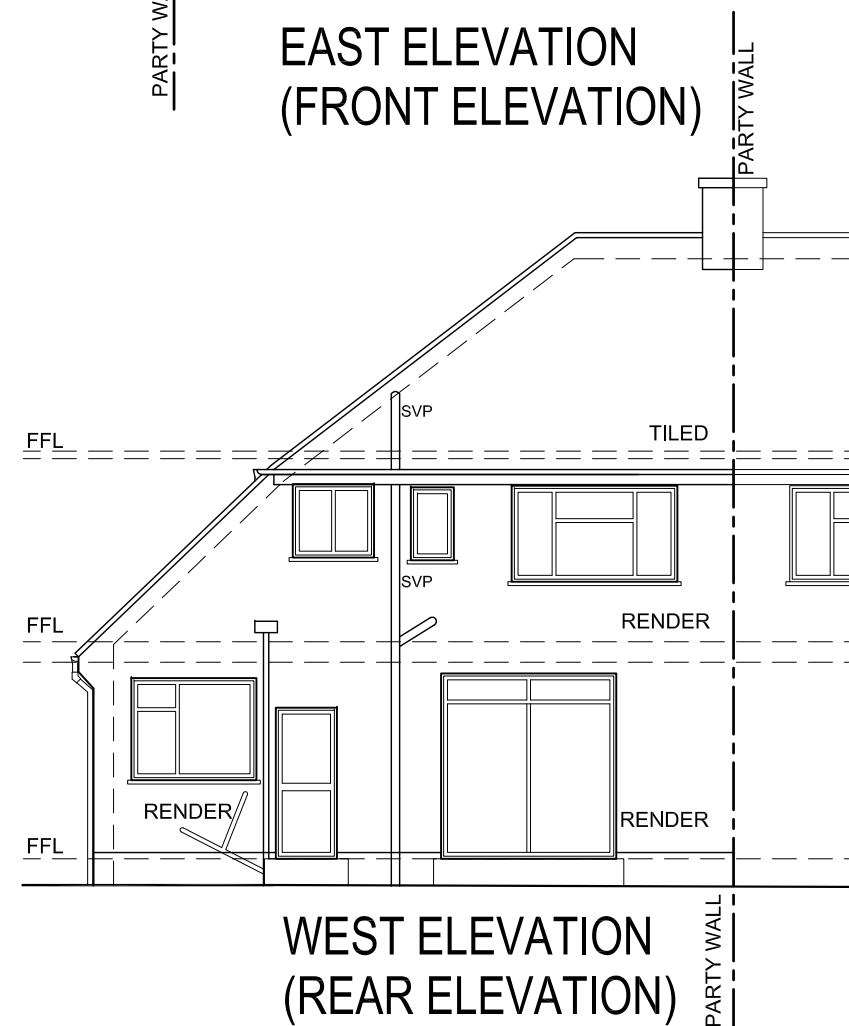 PARTY WA
EAST ELEVATION
(FRONT ELEVATION)
PARTY WALL
SVP
FFL
TILED
SVP
FFL
RENDER
RENDER
RENDER
FFL
WEST ELEVATION
(REAR ELEVATION)
PARTY WALL